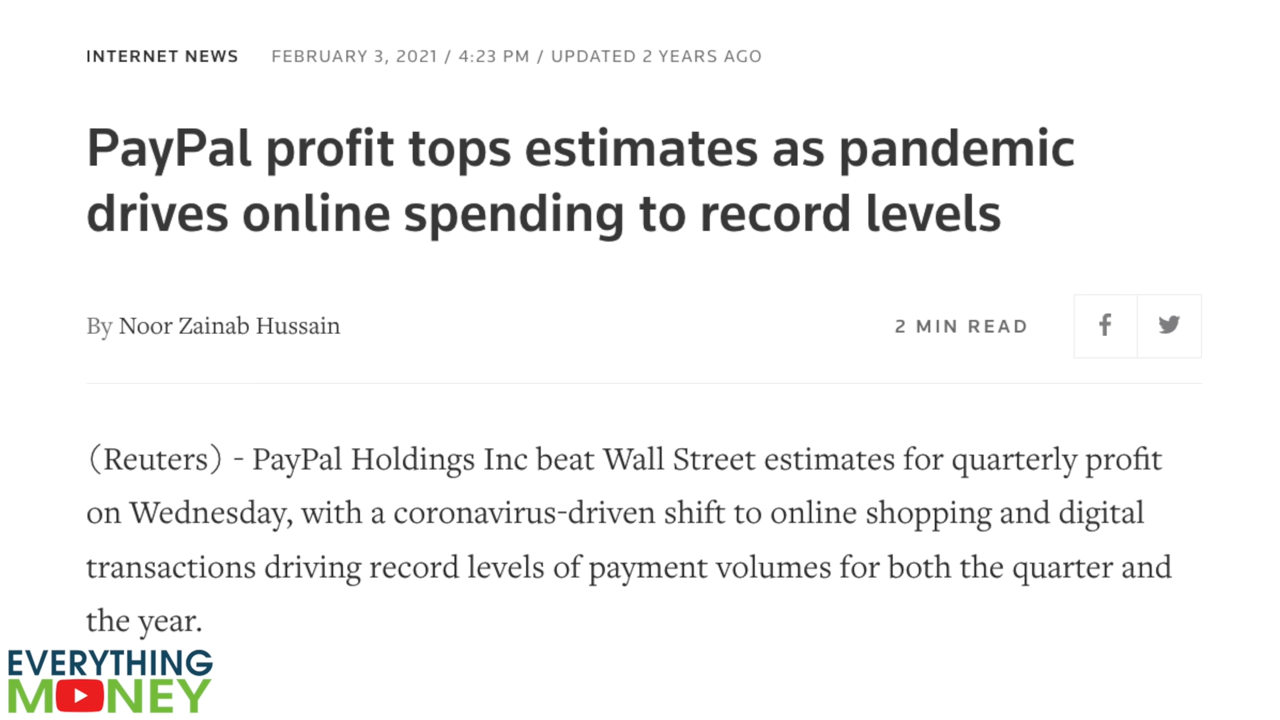 INTERNET NEWS FEBRUARY 3, 2021 / 4:23 PM / UPDATED 2 YEARS AGO
PayPal profit tops estimates as pandemic
drives online spending to record levels
By Noor Zainab Hussain 2 MIN READ
(Reuters) - PayPal Holdings Inc beat Wall Street estimates for quarterly profit
on Wednesday, with a coronavirus-driven shift to online shopping and digital
transactions driving record levels of payment volumes for both the quarter and
the year.
EVERYTHING
MONEY